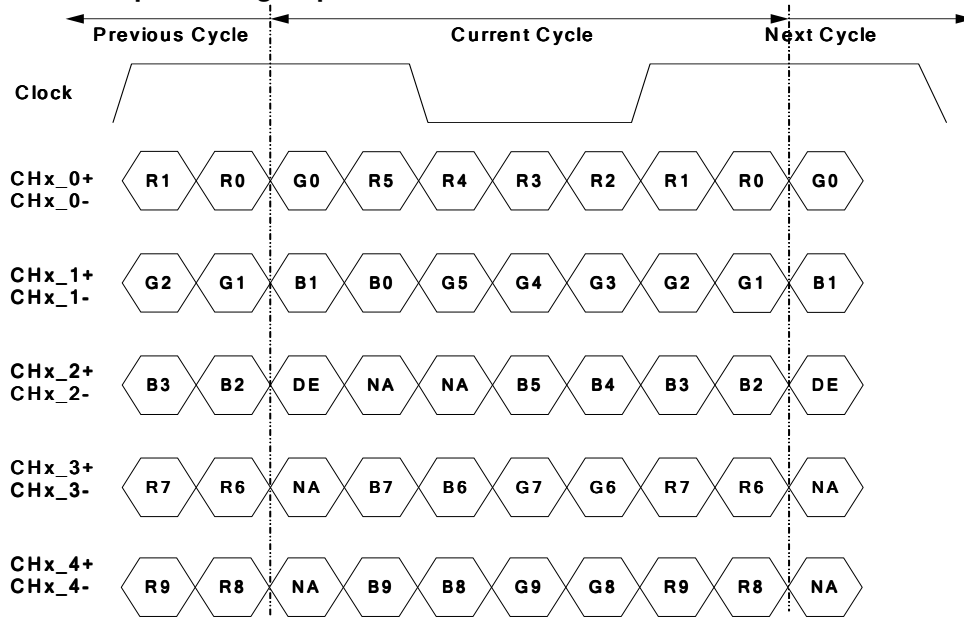 Previous Cycle Current Cycle Next Cycle
Clock
CHx_0+
CHx_0-
R1 R0 G0 R5 R4 R3 R2 R1 R0 G0
CHx_1+
CHx_1-
G2 G1 B1 B0 G5 G4 G3 G2 G1 B1
CHx_2+
CHx_2-
B3 B2 DE NA NA B5 B4 B3 B2 DE
CHx_3+
CHx_3-
R7 R6 NA B7 B6 G7 G6 R7 R6 NA
CHx_4+
CHx_4-
R9 R8 NA B9 B8 G9 G8 R9 R8 NA